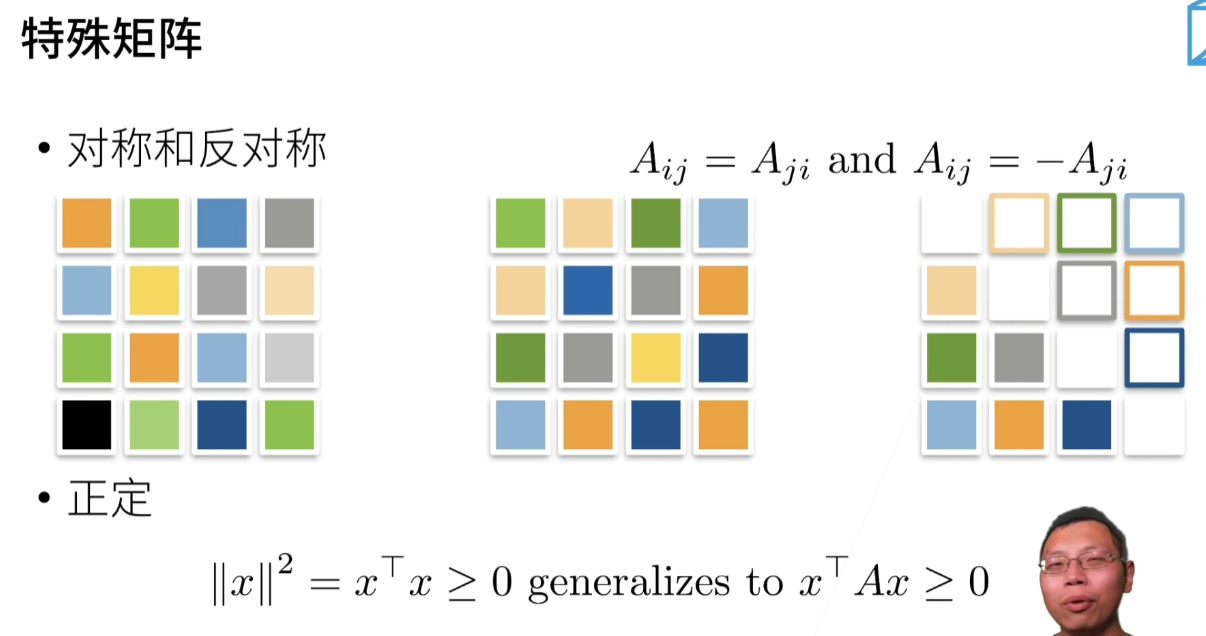 特殊矩阵
• 对称和反对称
$A_{ij} = A_{ji}$ and $A_{ij} = -A_{ji}$
• 正定
$\|x\|^2 = x^\top x \geq 0$ generalizes to $x^\top A x \geq 0$